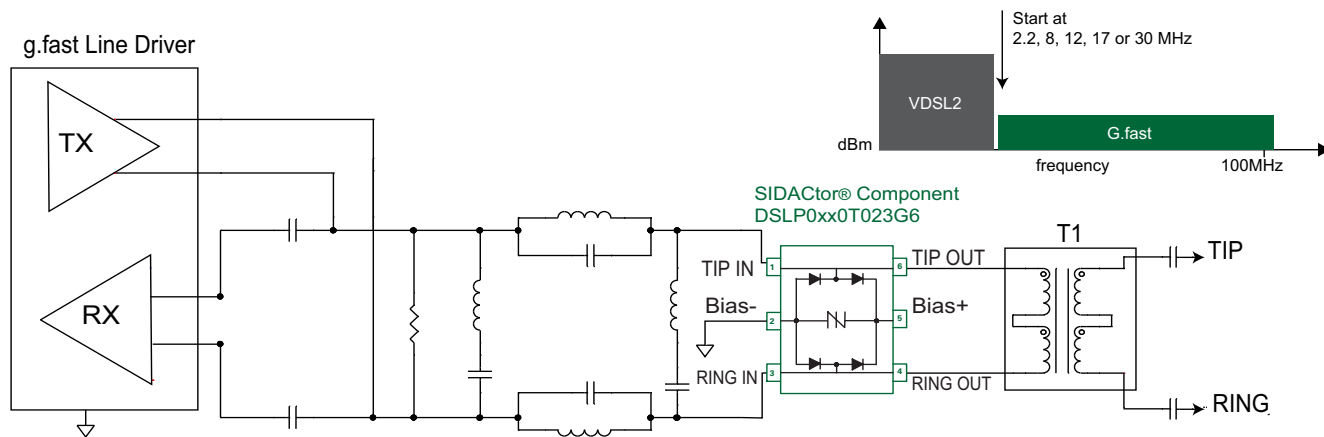 g.fast Line Driver
TX
RX
Start at
2.2, 8, 12, 17 or 30 MHz
VDSL2
G.fast
dBm
frequency
100MHz
SIDACtor® Component
DSLP0xx0T023G6
TIP IN
1
6
TIP OUT
Bias-
2
5
Bias+
RING IN
3
4
RING OUT
T1
TIP
RING